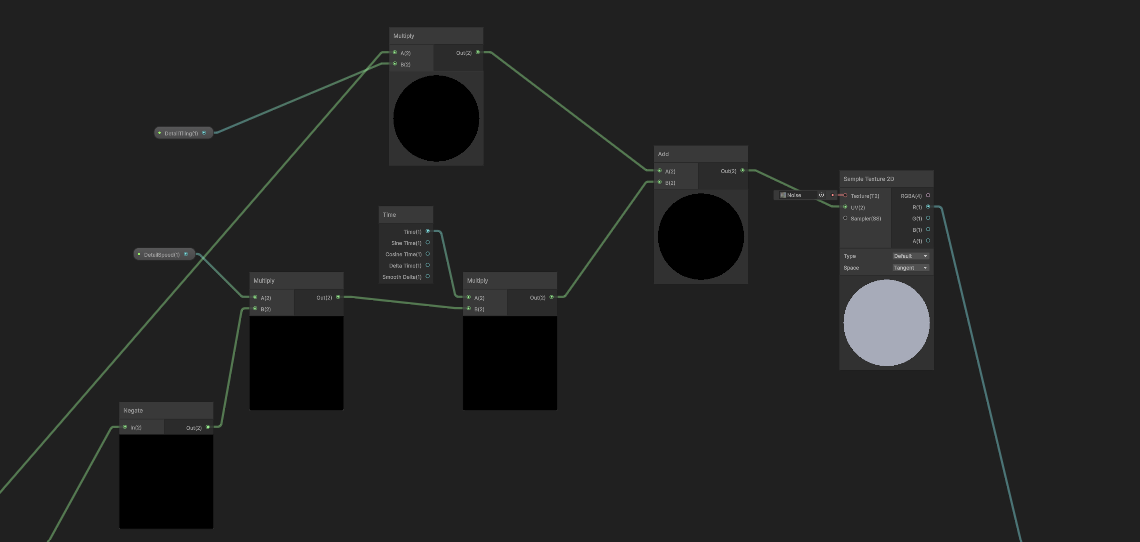 Multiply
A(2) Out(2)
B(2)
DetailTiling(1)
Add
A(2) Out(2)
B(2)
Sample Texture 2D
Noise
Texture(T2) RGBA(4)
UV(2) R(1)
Sampler(SS) G(1)
B(1)
A(1)
Type Default
Space Tangent
Time
Time(1)
Sine Time(1)
Cosine Time(1)
Delta Time(1)
Smooth Delta(1)
DetailSpeed(1)
Multiply
A(2) Out(2)
B(2)
Multiply
A(2) Out(2)
B(2)
Negate
In(2) Out(2)